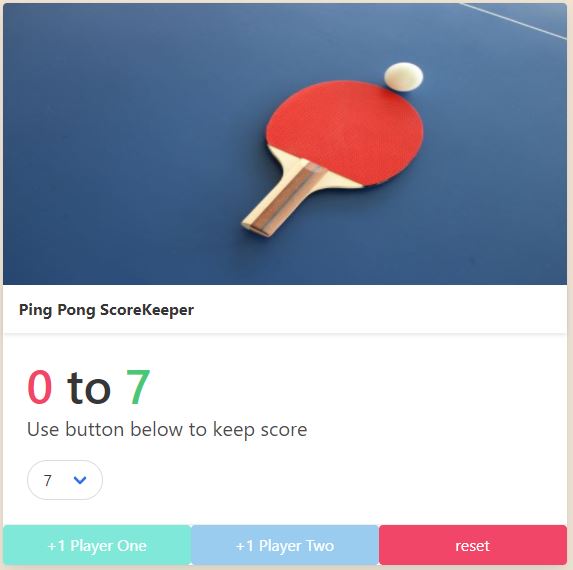 Ping Pong ScoreKeeper
0 to 7
Use button below to keep score
7
+1 Player One +1 Player Two reset